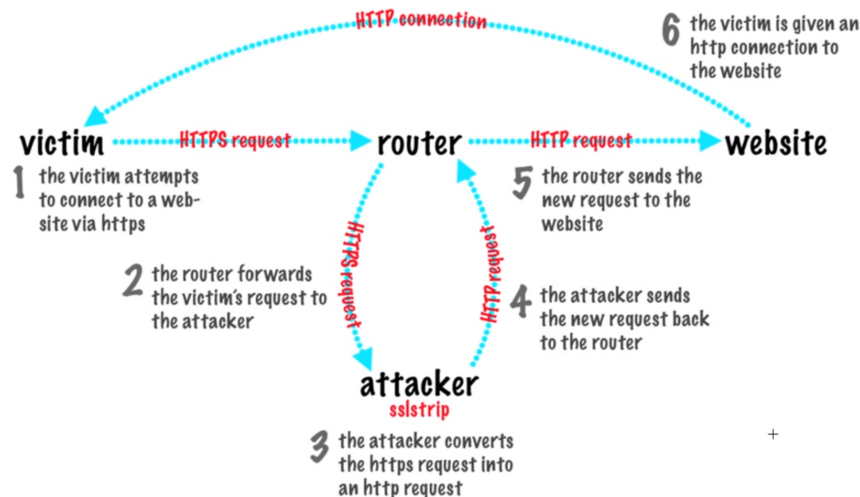 HTTP connection
6 the victim is given an
http connection to
the website
victim
HTTPS request
router
HTTP request
website
1 the victim attempts
to connect to a web-
site via https
5 the router sends the
new request to the
website
HTTPS request
HTTP request
2 the router forwards
the victim's request to
the attacker
4 the attacker sends
the new request back
to the router
attacker
sslstrip
3 the attacker converts
the https request into
an http request